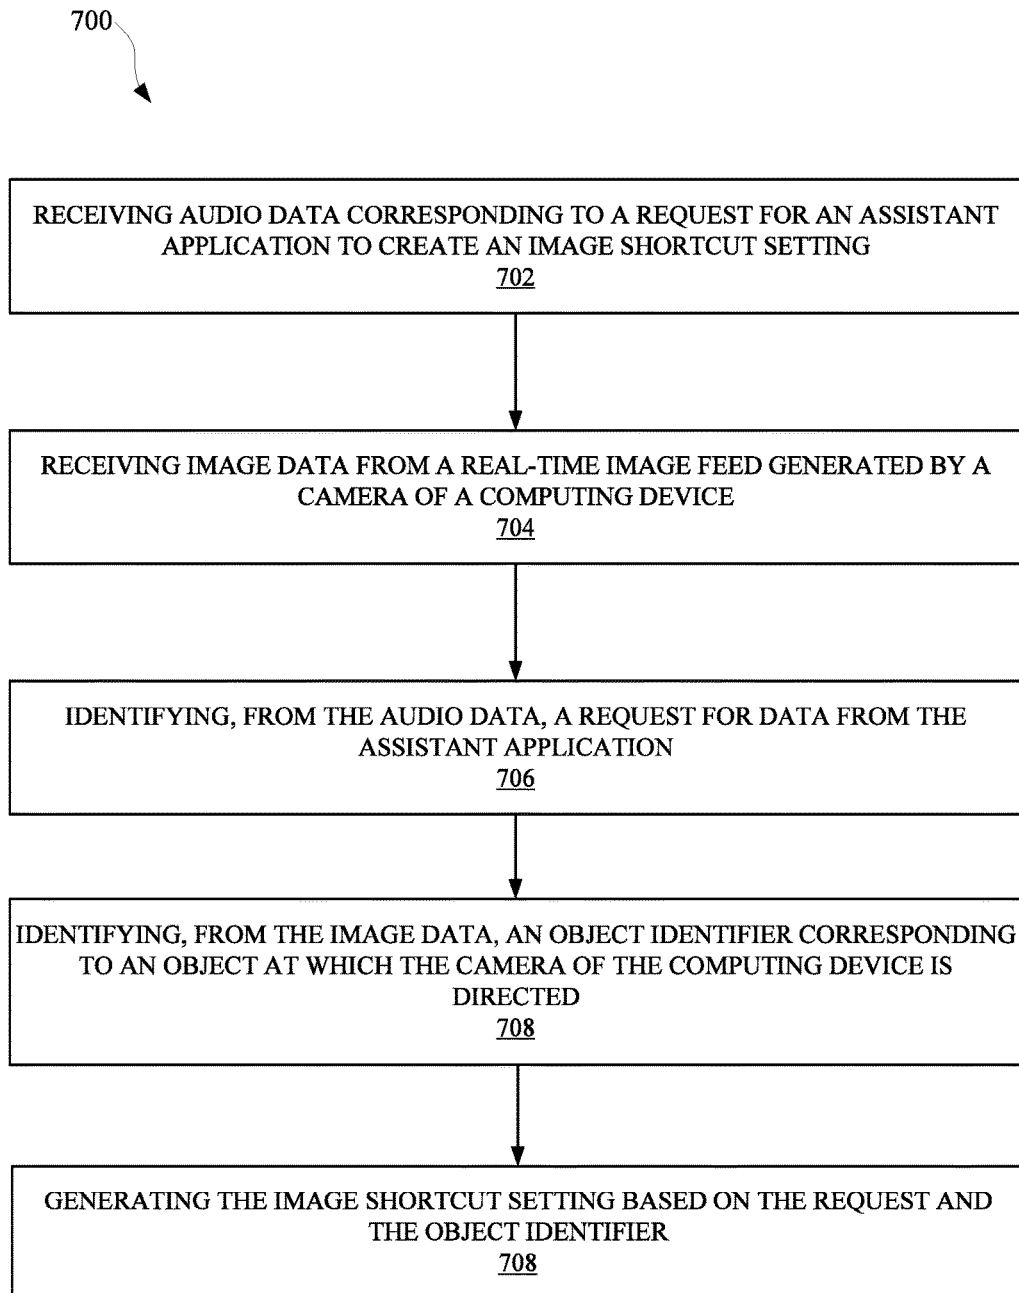 700
RECEIVING AUDIO DATA CORRESPONDING TO A REQUEST FOR AN ASSISTANT
APPLICATION TO CREATE AN IMAGE SHORTCUT SETTING
702
RECEIVING IMAGE DATA FROM A REAL-TIME IMAGE FEED GENERATED BY A
CAMERA OF A COMPUTING DEVICE
704
IDENTIFYING, FROM THE AUDIO DATA, A REQUEST FOR DATA FROM THE
ASSISTANT APPLICATION
706
IDENTIFYING, FROM THE IMAGE DATA, AN OBJECT IDENTIFIER CORRESPONDING
TO AN OBJECT AT WHICH THE CAMERA OF THE COMPUTING DEVICE IS
DIRECTED
708
GENERATING THE IMAGE SHORTCUT SETTING BASED ON THE REQUEST AND
THE OBJECT IDENTIFIER
708